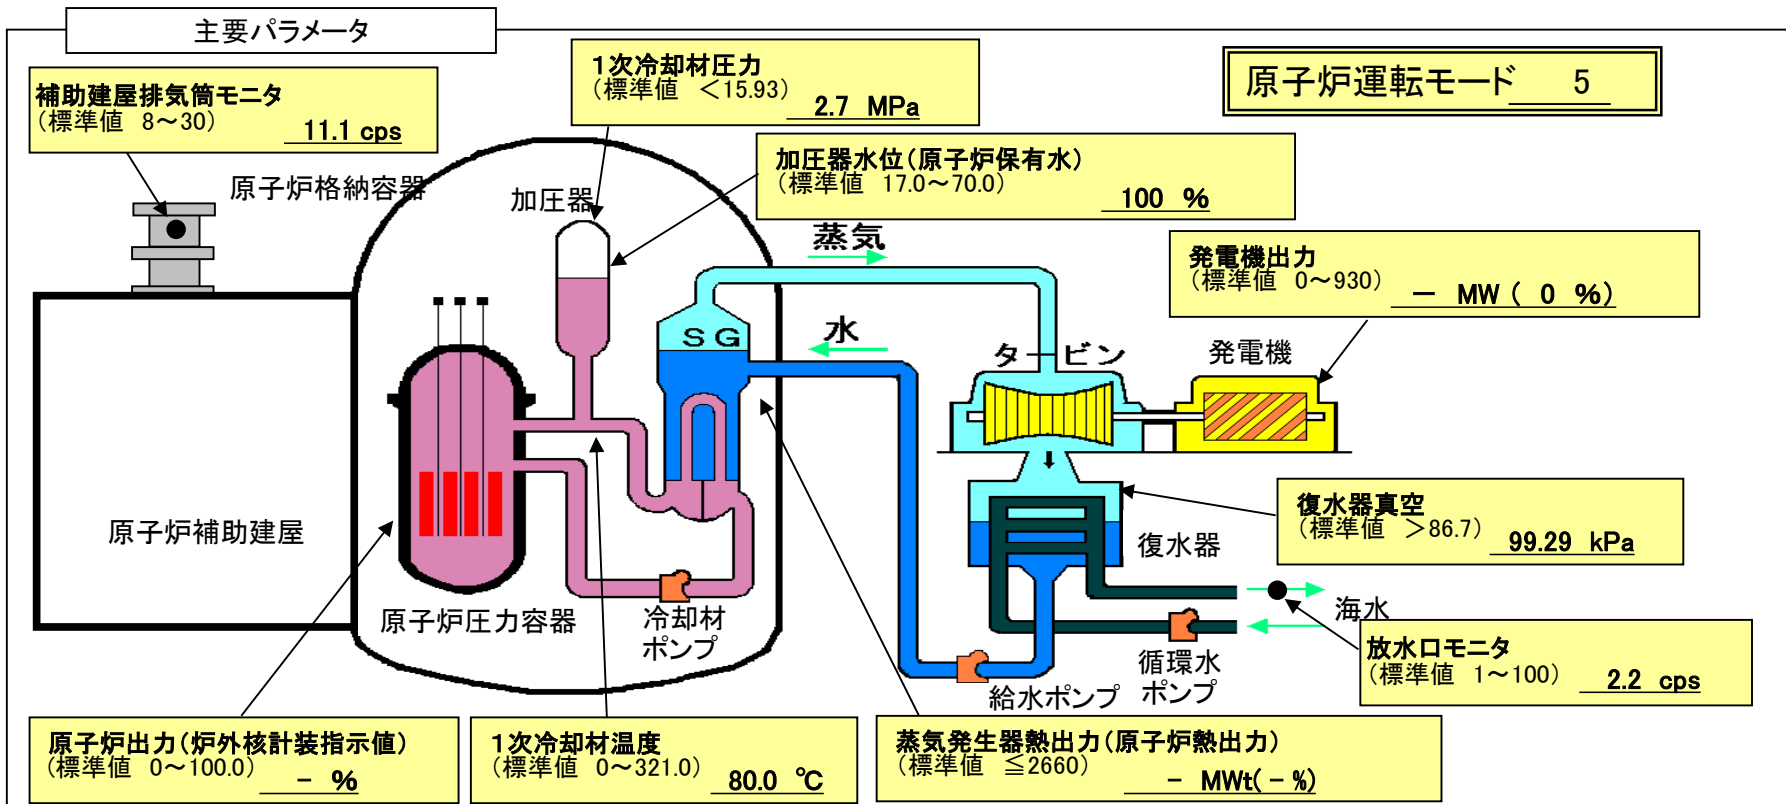 主要パラメータ
補助建屋排気筒モニタ
(標準値 8~30) 11.1 cps
1次冷却材圧力
(標準値 <15.93) 2.7 MPa
原子炉運転モード 5
加圧器水位(原子炉保有水)
(標準値 17.0~70.0) 100 %
原子炉格納容器
加圧器
蒸気
発電機出力
(標準値 0~930) - MW ( 0 %)
SG
水
タービン
発電機
原子炉補助建屋
復水器真空
(標準値 >86.7) 99.29 kPa
復水器
原子炉圧力容器
冷却材
ポンプ
海水
放水口モニタ
(標準値 1~100) 2.2 cps
循環水
ポンプ
給水ポンプ
原子炉出力(炉外核計装指示値)
(標準値 0~100.0) - %
1次冷却材温度
(標準値 0~321.0) 80.0 ℃
蒸気発生器熱出力(原子炉熱出力)
(標準値 ≦2660) - MWt( - %)